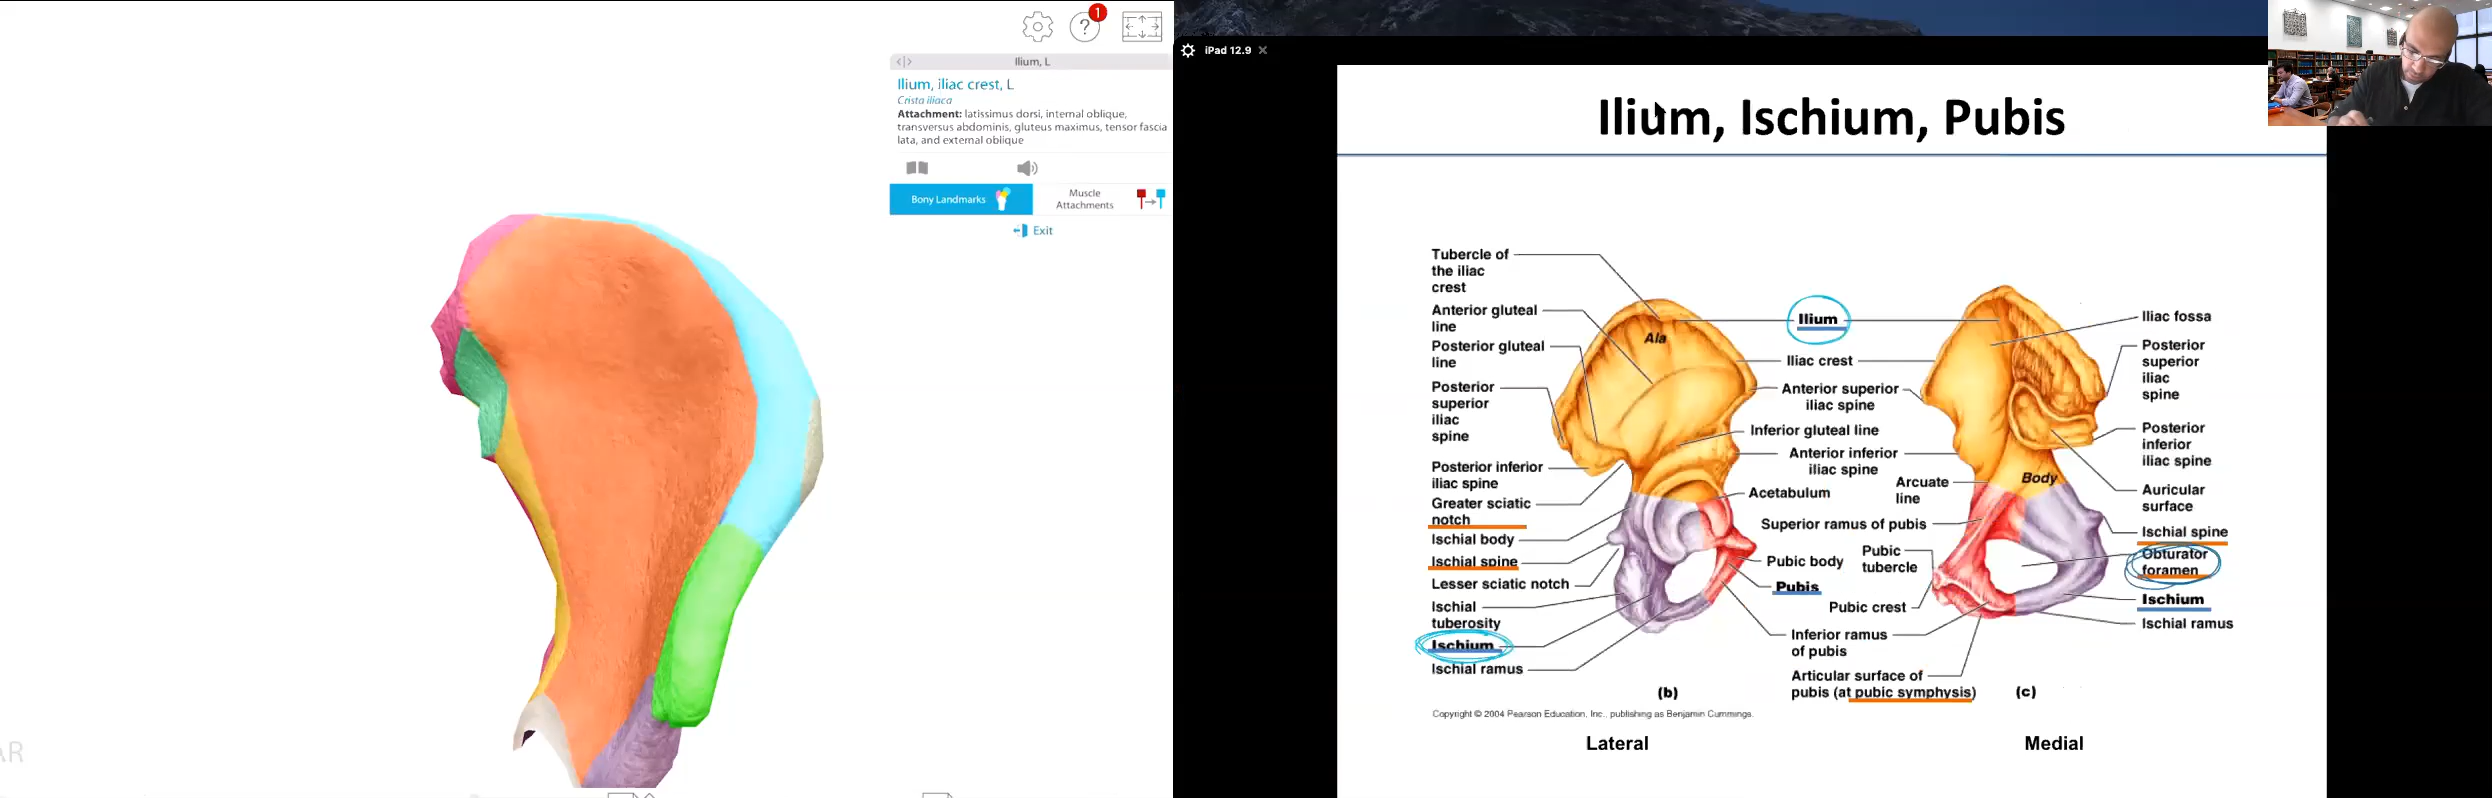 1
?
Ilium, L
Ilium, iliac crest, L
Crista iliaca
Attachment: latissimus dorsi, internal oblique,
transversus abdominis, gluteus maximus, tensor fascia
lata, and external oblique
Bony Landmarks
Muscle
Attachments
Exit
AR
iPad 12.9
Ilium, Ischium, Pubis
Tubercle of
the iliac
crest
Anterior gluteal
line
Posterior gluteal
line
Posterior
superior
iliac
spine
Posterior inferior
iliac spine
Greater sciatic
notch
Ischial body
Ischial spine
Lesser sciatic notch
Ischial
tuberosity
Ischium
Ischial ramus
Ala
Ilium
Iliac crest
Anterior superior
iliac spine
Inferior gluteal line
Anterior inferior
iliac spine
Acetabulum
Arcuate
line
Superior ramus of pubis
Pubic body
Pubic
tubercle
Pubis
Pubic crest
Inferior ramus
of pubis
Articular surface of
pubis (at pubic symphysis)
Body
Iliac fossa
Posterior
superior
iliac
spine
Posterior
inferior
iliac spine
Auricular
surface
Ischial spine
Obturator
foramen
Ischium
Ischial ramus
(b)
(c)
Copyright © 2004 Pearson Education, Inc., publishing as Benjamin Cummings.
Lateral
Medial